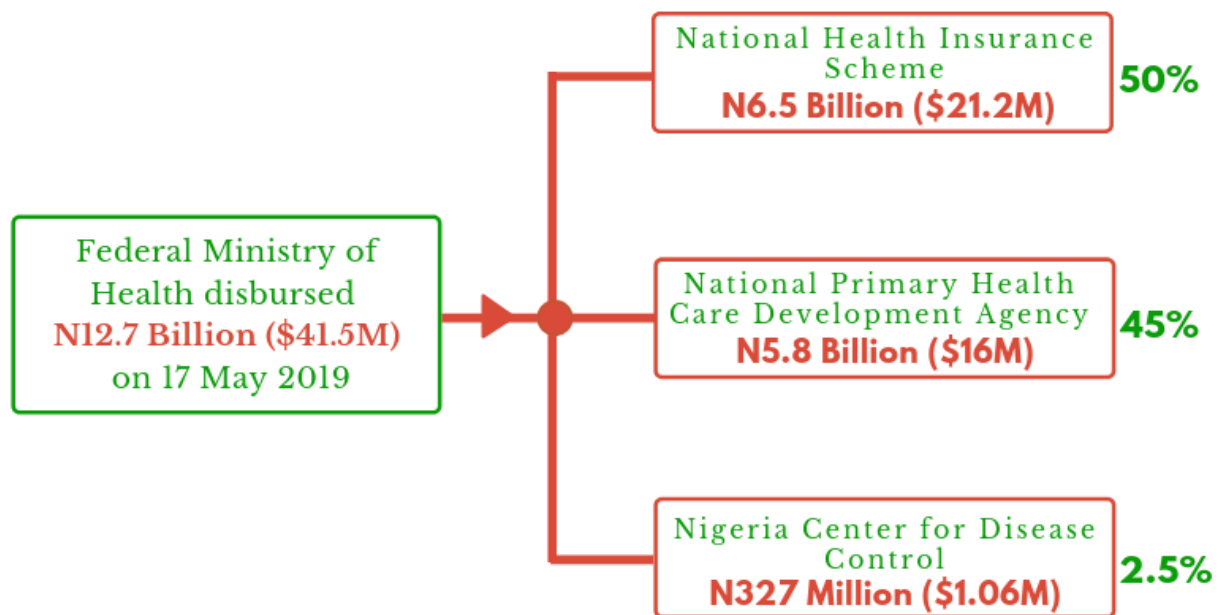 Federal Ministry of
Health disbursed
N12.7 Billion ($41.5M)
on 17 May 2019
National Health Insurance
Scheme
N6.5 Billion ($21.2M)
50%
National Primary Health
Care Development Agency
N5.8 Billion ($16M)
45%
Nigeria Center for Disease
Control
N327 Million ($1.06M)
2.5%